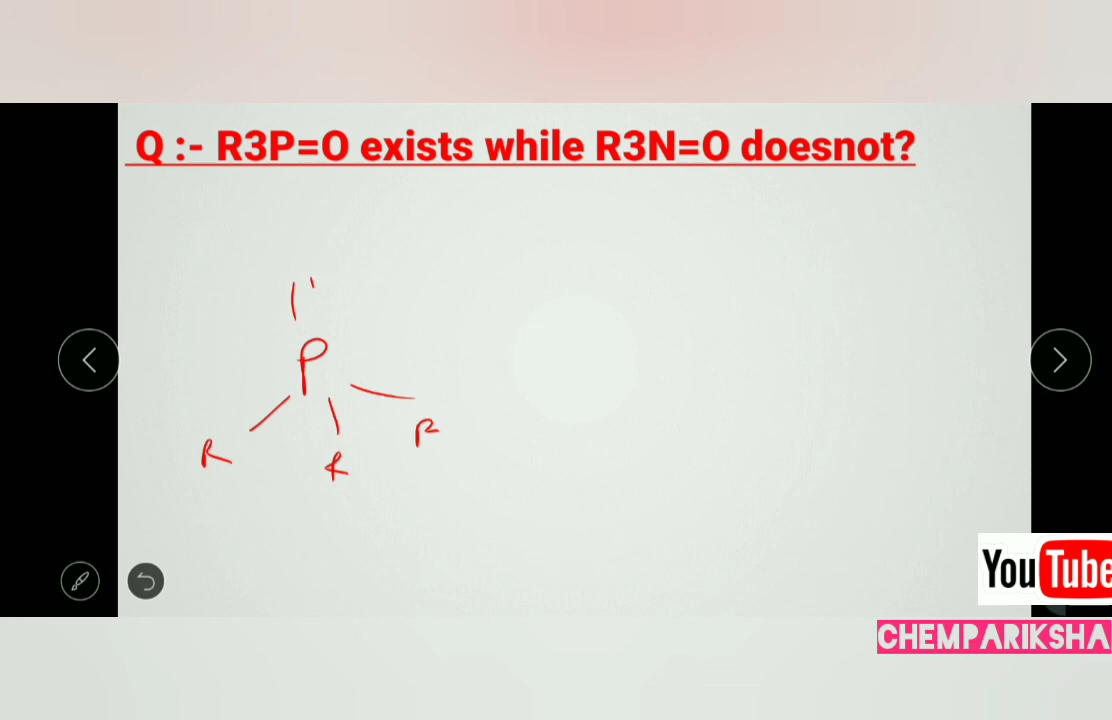 Q :- R3P=O exists while R3N=O doesnot?
P
R
R
R
YouTube
CHEMPARIKSHA